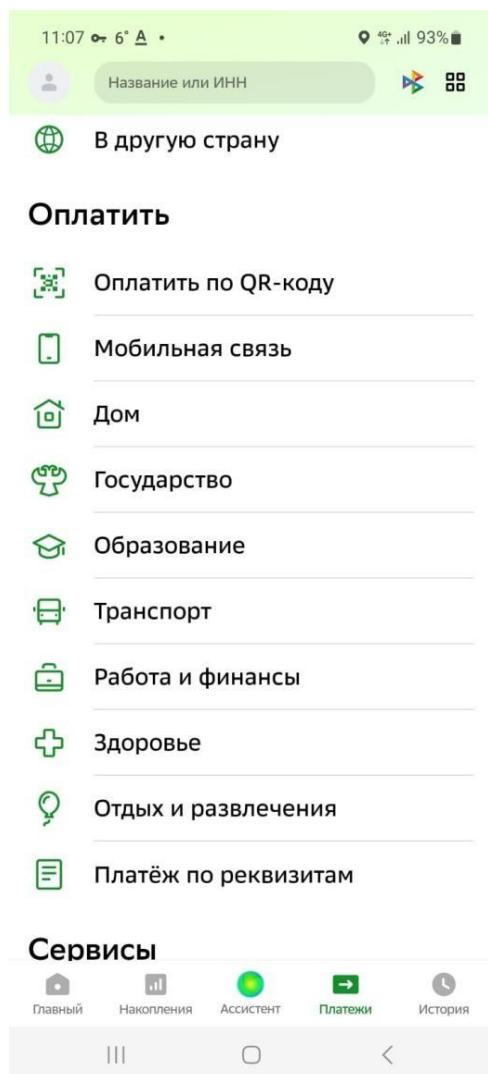 11:07 6° A •
4G+ 93%
Название или ИНН
В другую страну
Оплатить
Оплатить по QR-коду
Мобильная связь
Дом
Государство
Образование
Транспорт
Работа и финансы
Здоровье
Отдых и развлечения
Платёж по реквизитам
Сервисы
Главный Накопления Ассистент Платежи История